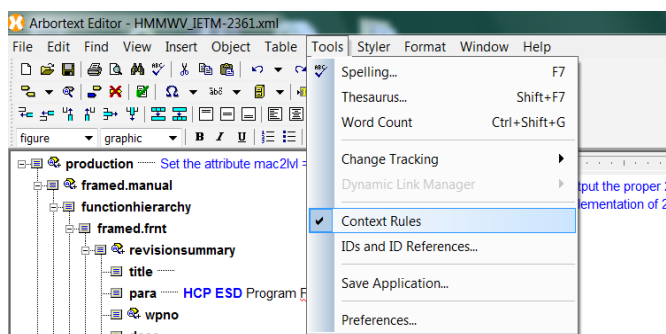 Arbortext Editor - HMMWV_IETM-2361.xml
File Edit Find View Insert Object Table Tools Styler Format Window Help
Spelling... F7
Thesaurus... Shift+F7
Word Count Ctrl+Shift+G
figure graphic B I U
Change Tracking
production Set the attribute mac2lvl =
Dynamic Link Manager
tput the proper 2
framed.manual
lementation of 2
functionhierarchy
Context Rules
framed.frnt
IDs and ID References...
revisionsummary
title
Save Application...
para HCP ESD Program
wpno
Preferences...